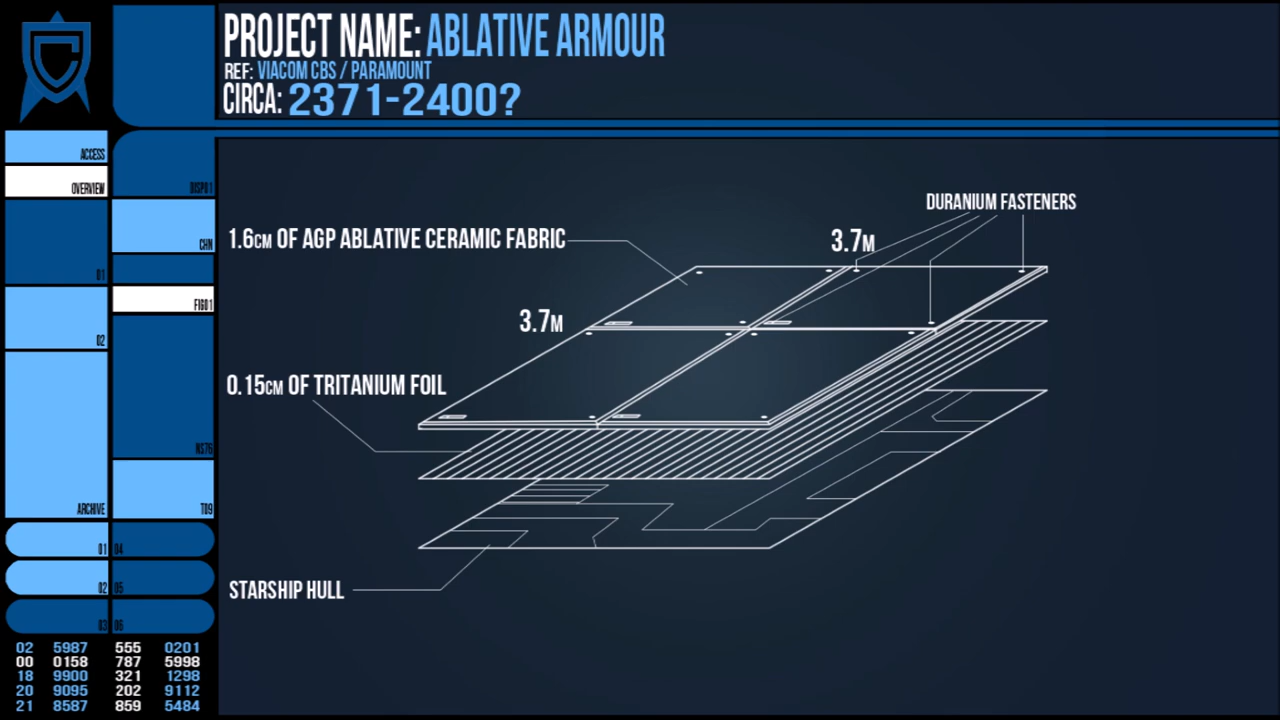 PROJECT NAME: ABLATIVE ARMOUR
REF: VIACOM CBS / PARAMOUNT
CIRCA: 2371-2400?
ACCESS
OVERVIEW
01
02
ARCHIVE
01
02
03
DISP01
CHN
FIG01
NS76
T09
04
05
06
02 5987 555 0201
00 0158 787 5998
18 9900 321 1298
20 9095 202 9112
21 8587 859 5484
DURANIUM FASTENERS
1.6CM OF AGP ABLATIVE CERAMIC FABRIC
3.7M
3.7M
0.15CM OF TRITANIUM FOIL
STARSHIP HULL